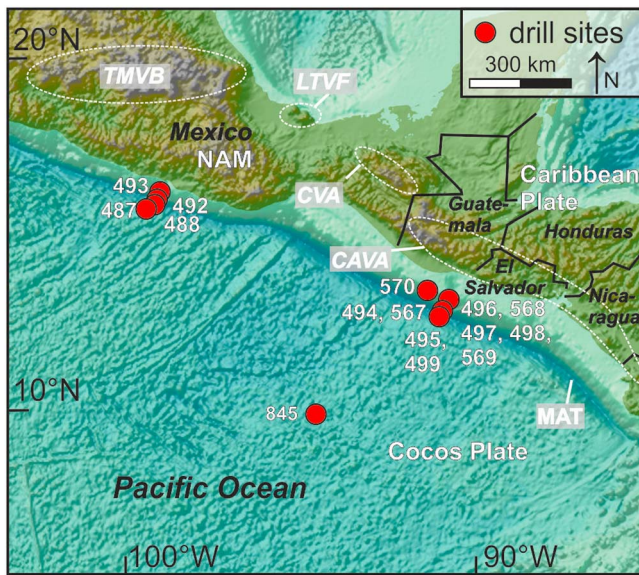 20°N
drill sites
300 km
N
TMVB
LTVF
Mexico
NAM
CVA
Caribbean
Plate
493
487
492
488
Guate-
mala
Honduras
CAVA
El
Salvador
Nica-
ragua
570
494, 567
496, 568
495,
499
497, 498,
569
10°N
845
MAT
Cocos Plate
Pacific Ocean
100°W
90°W